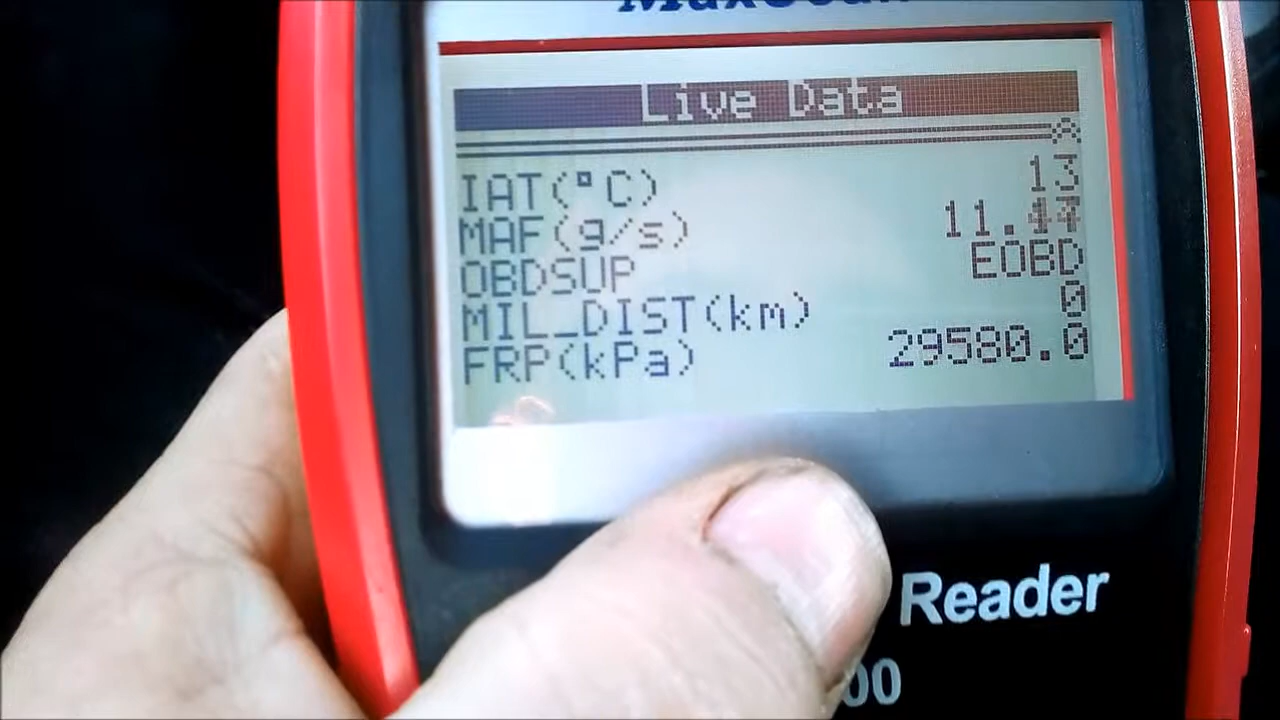 Live Data
IAT(°C) 13
MAF(g/s)
OBDSUP EOBD
MIL_DIST(km) 0
FRP(kPa) 29580.0
Reader